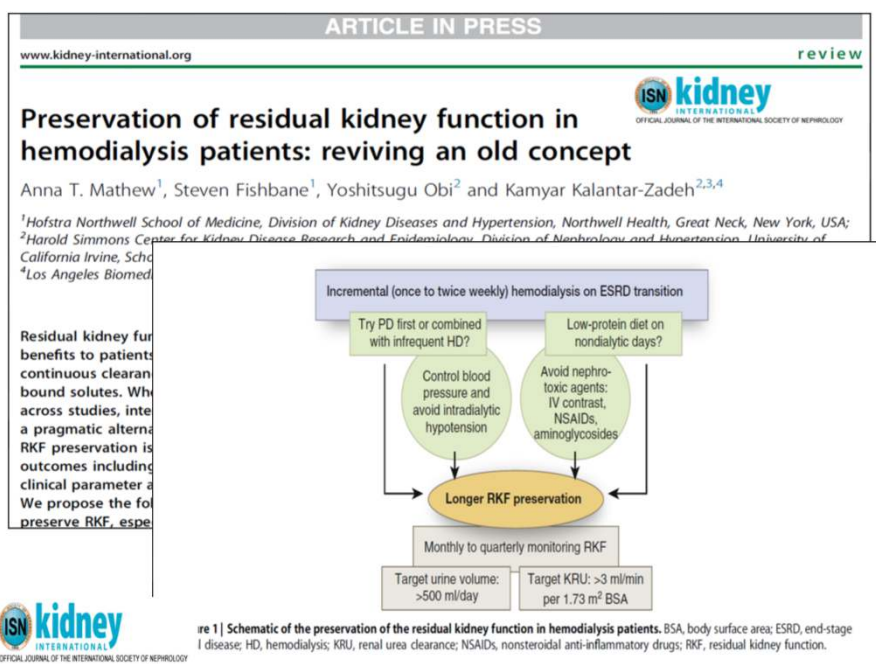 ARTICLE IN PRESS
www.kidney-international.org
review
ISN kidney
INTERNATIONAL
OFFICIAL JOURNAL OF THE INTERNATIONAL SOCIETY OF NEPHROLOGY
Preservation of residual kidney function in
hemodialysis patients: reviving an old concept
Anna T. Mathew1, Steven Fishbane1, Yoshitsugu Obi2 and Kamyar Kalantar-Zadeh2,3,4
1Hofstra Northwell School of Medicine, Division of Kidney Diseases and Hypertension, Northwell Health, Great Neck, New York, USA;
2Harold Simmons Center for Kidney Disease Research and Epidemiology, Division of Nephrology and Hypertension, University of
California Irvine, Scho
4Los Angeles Biomed
Residual kidney fu
benefits to patients
continuous clearan
bound solutes. Wh
across studies, inte
a pragmatic alterna
RKF preservation is
outcomes including
clinical parameter a
We propose the fol
preserve RKF, espe
Incremental (once to twice weekly) hemodialysis on ESRD transition
Try PD first or combined
with infrequent HD?
Low-protein diet on
nondialytic days?
Control blood
pressure and
avoid intradialytic
hypotension
Avoid nephro-
toxic agents:
IV contrast,
NSAIDs,
aminoglycosides
Longer RKF preservation
Monthly to quarterly monitoring RKF
Target urine volume:
>500 ml/day
Target KRU: >3 ml/min
per 1.73 m² BSA
re 1 | Schematic of the preservation of the residual kidney function in hemodialysis patients. BSA, body surface area; ESRD, end-stage
l disease; HD, hemodialysis; KRU, renal urea clearance; NSAIDs, nonsteroidal anti-inflammatory drugs; RKF, residual kidney function.
ISN kidney
INTERNATIONAL
OFFICIAL JOURNAL OF THE INTERNATIONAL SOCIETY OF NEPHROLOGY